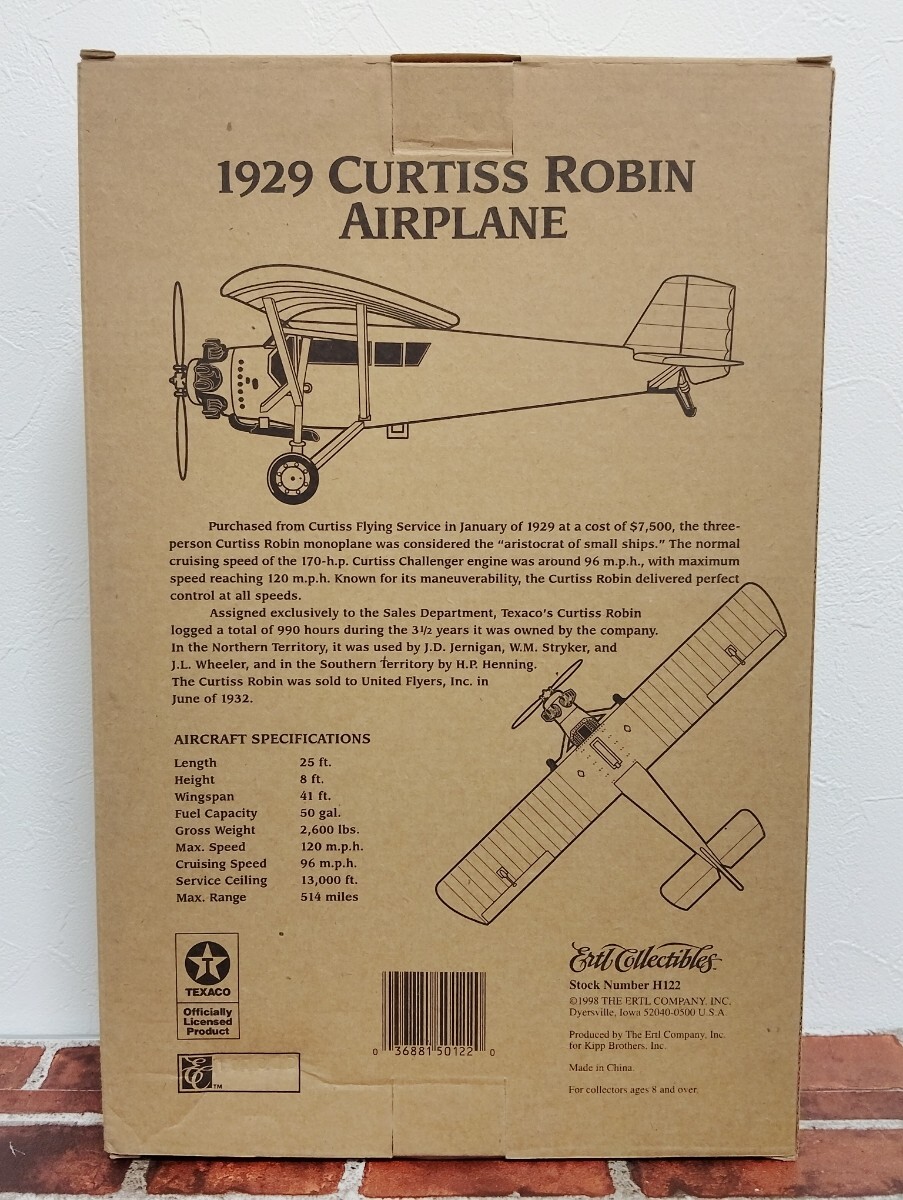 1929 CURTISS ROBIN
AIRPLANE
Purchased from Curtiss Flying Service in January of 1929 at a cost of $7,500, the three-
person Curtiss Robin monoplane was considered the “aristocrat of small ships.” The normal
cruising speed of the 170-h.p. Curtiss Challenger engine was around 96 m.p.h., with maximum
speed reaching 120 m.p.h. Known for its maneuverability, the Curtiss Robin delivered perfect
control at all speeds.
Assigned exclusively to the Sales Department, Texaco's Curtiss Robin
logged a total of 990 hours during the 3 1/2 years it was owned by the company.
In the Northern Territory, it was used by J.D. Jernigan, W.M. Stryker, and
J.L. Wheeler, and in the Southern Territory by H.P. Henning.
The Curtiss Robin was sold to United Flyers, Inc. in
June of 1932.
AIRCRAFT SPECIFICATIONS
Length 25 ft.
Height 8 ft.
Wingspan 41 ft.
Fuel Capacity 50 gal.
Gross Weight 2,600 lbs.
Max. Speed 120 m.p.h.
Cruising Speed 96 m.p.h.
Service Ceiling 13,000 ft.
Max. Range 514 miles
T
TEXACO
Officially
Licensed
Product
TM
0 36881 50122 0
Ertl Collectibles
Stock Number H122
©1998 THE ERTL COMPANY, INC.
Dyersville, Iowa 52040-0500 U.S.A.
Produced by The Ertl Company, Inc.
for Kipp Brothers, Inc.
Made in China.
For collectors ages 8 and over.